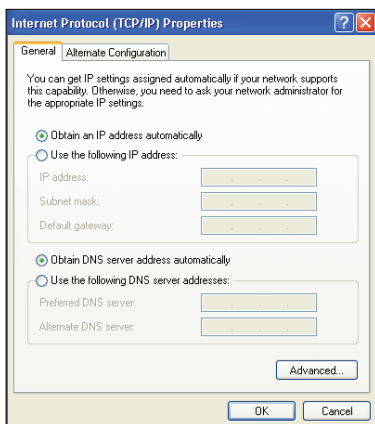 Internet Protocol (TCP/IP) Properties
General
Alternate Configuration
You can get IP settings assigned automatically if your network supports
this capability. Otherwise, you need to ask your network administrator for
the appropriate IP settings.
Obtain an IP address automatically
Use the following IP address:
IP address:
Subnet mask:
Default gateway:
Obtain DNS server address automatically
Use the following DNS server addresses:
Preferred DNS server:
Alternate DNS server:
Advanced...
OK
Cancel